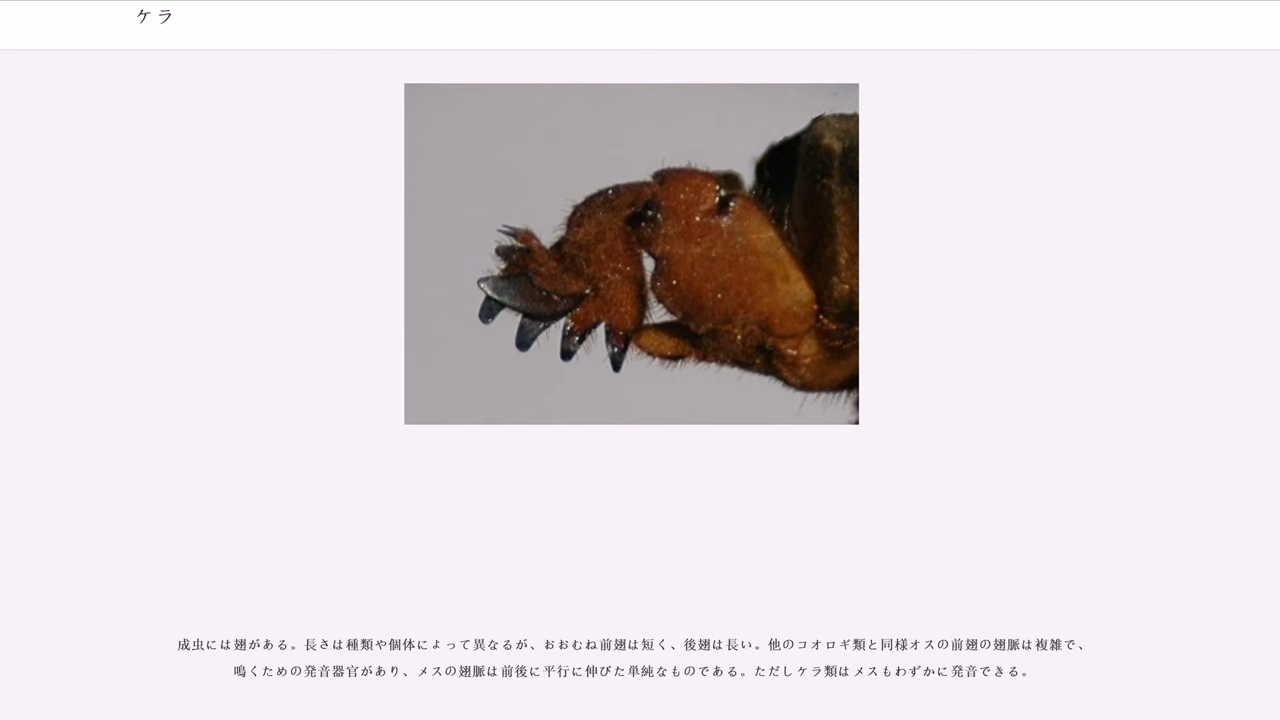 ケラ
成虫には翅がある。長さは種類や個体によって異なるが、おおむね前翅は短く、後翅は長い。他のコオロギ類と同様オスの前翅の翅脈は複雑で、
鳴くための発音器官があり、メスの翅脈は前後に平行に伸びた単純なものである。ただしケラ類はメスもわずかに発音できる。